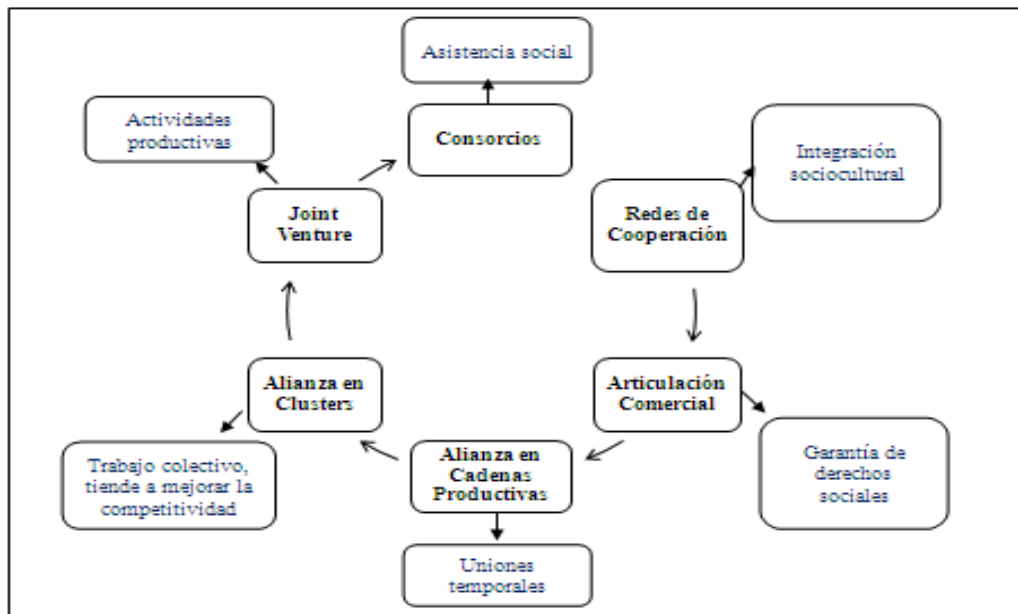 Asistencia social
Consorcios
Actividades
productivas
Joint
Venture
Redes de
Cooperación
Integración
sociocultural
Alianza en
Clusters
Articulación
Comercial
Trabajo colectivo,
tiende a mejorar la
competitividad
Alianza en
Cadenas
Productivas
Garantía de
derechos
sociales
Uniones
temporales